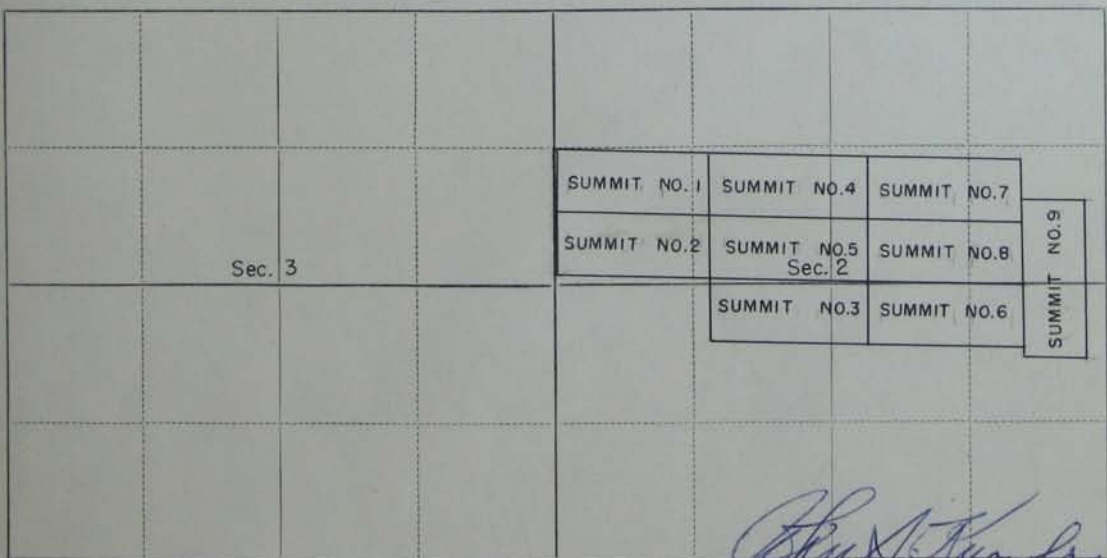 SUMMIT NO. 1 SUMMIT NO.4 SUMMIT NO.7
SUMMIT NO.9
SUMMIT NO.2 SUMMIT NO.5 SUMMIT NO.8
Sec. 3 Sec. 2
SUMMIT NO.3 SUMMIT NO.6